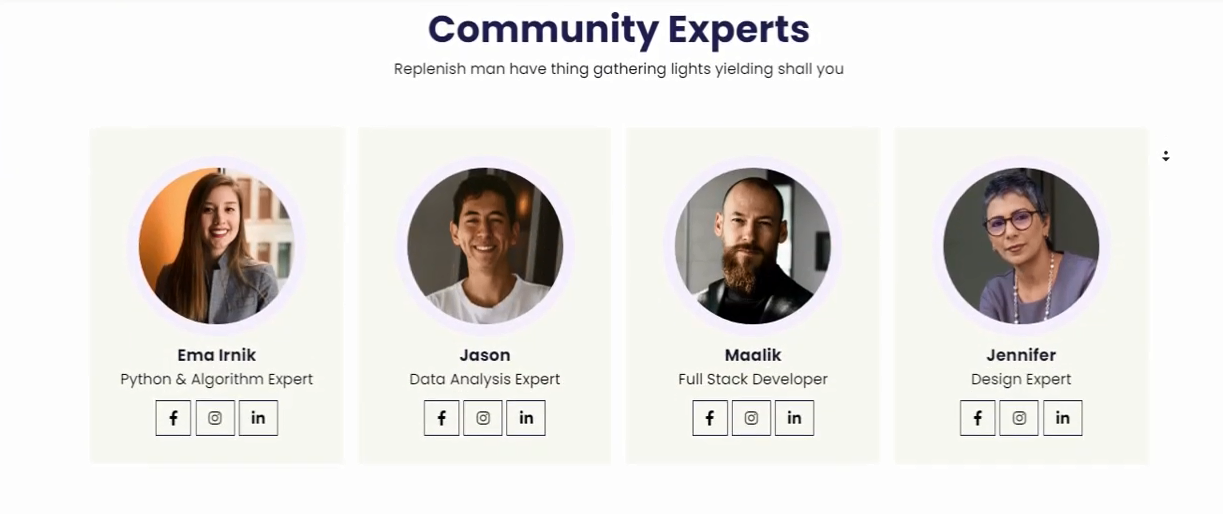 Community Experts
Replenish man have thing gathering lights yielding shall you
Ema Irnik
Python & Algorithm Expert
in
Jason
Data Analysis Expert
in
Maalik
Full Stack Developer
in
Jennifer
Design Expert
in